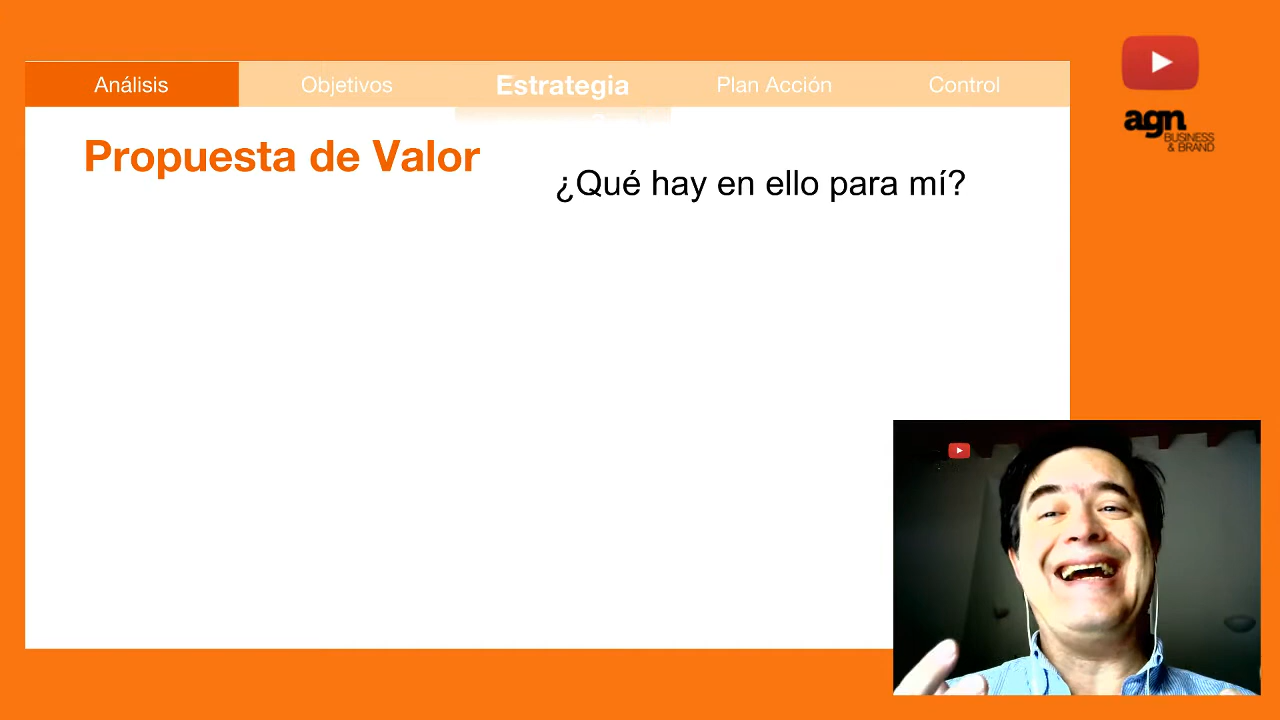 Análisis
Objetivos
Estrategia
Plan Acción
Control
agn
BUSINESS
& BRAND
Propuesta de Valor
¿Qué hay en ello para mí?